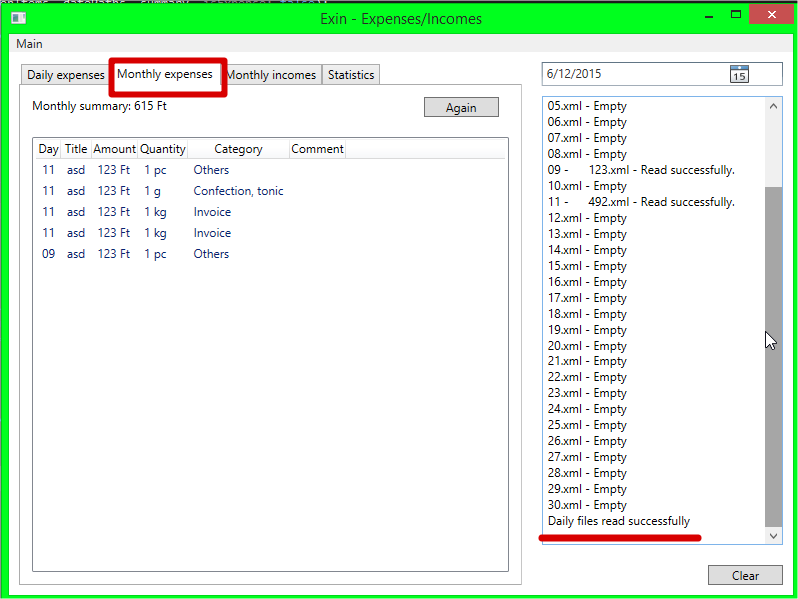 Exin - Expenses/Incomes
Main
Daily expenses Monthly expenses Monthly incomes Statistics
Monthly summary: 615 Ft
Again
Day Title Amount Quantity Category Comment
11 asd 123 Ft 1 pc Others
11 asd 123 Ft 1 g Confection, tonic
11 asd 123 Ft 1 kg Invoice
11 asd 123 Ft 1 kg Invoice
09 asd 123 Ft 1 pc Others
6/12/2015
15
05.xml - Empty
06.xml - Empty
07.xml - Empty
08.xml - Empty
09 - 123.xml - Read successfully.
10.xml - Empty
11 - 492.xml - Read successfully.
12.xml - Empty
13.xml - Empty
14.xml - Empty
15.xml - Empty
16.xml - Empty
17.xml - Empty
18.xml - Empty
19.xml - Empty
20.xml - Empty
21.xml - Empty
22.xml - Empty
23.xml - Empty
24.xml - Empty
25.xml - Empty
26.xml - Empty
27.xml - Empty
28.xml - Empty
29.xml - Empty
30.xml - Empty
Daily files read successfully
Clear